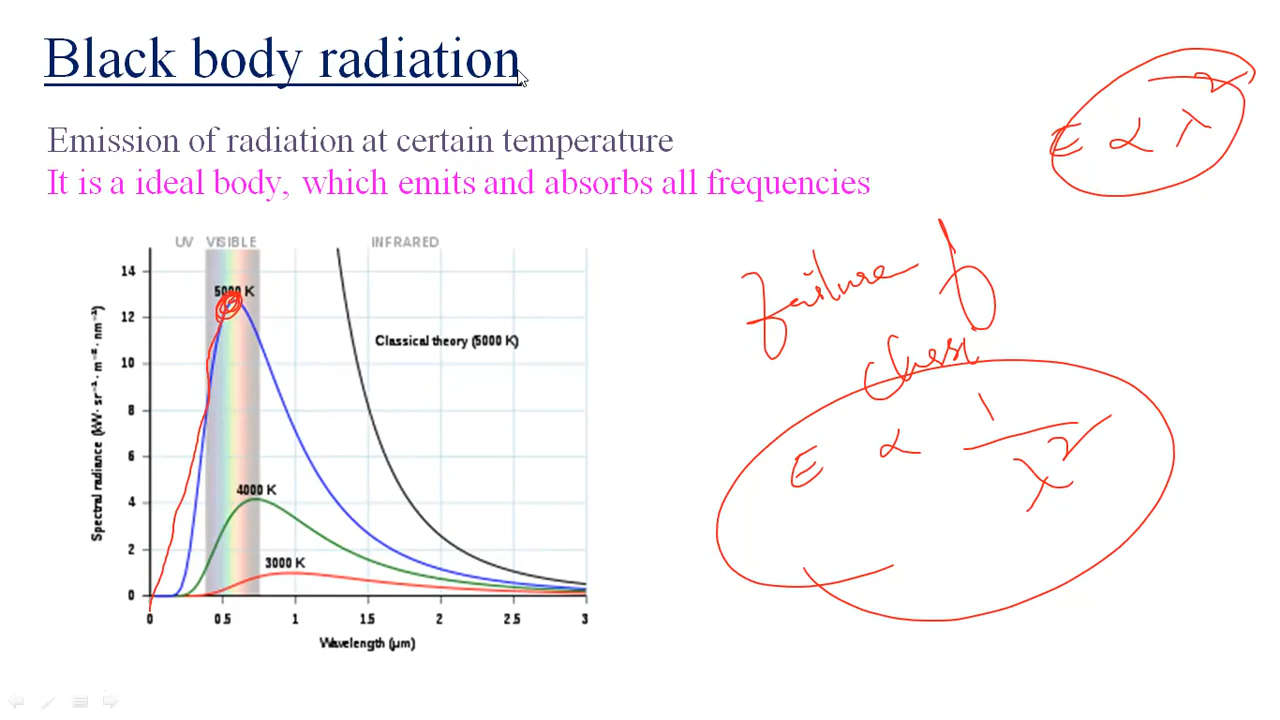 Black body radiation
Emission of radiation at certain temperature
It is a ideal body, which emits and absorbs all frequencies
E ∝ λ²
UV VISIBLE INFRARED
14
12
10
8
6
4
2
0
5000 K
Classical theory (5000 K)
4000 K
3000 K
Spectral radiance (kW· sr⁻¹ · m⁻² · nm⁻¹)
0 0.5 1 1.5 2 2.5 3
Wavelength (µm)
failure of
classi
E ∝ 1/λ²